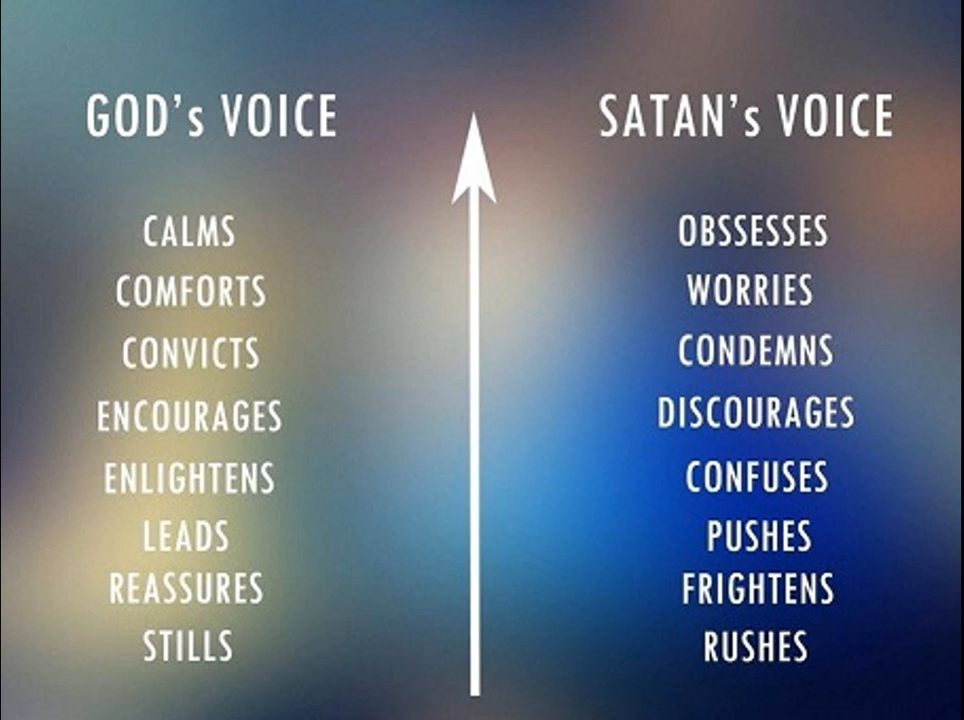 GOD's VOICE
CALMS
COMFORTS
CONVICTS
ENCOURAGES
ENLIGHTENS
LEADS
REASSURES
STILLS
SATAN's VOICE
OBSSESSES
WORRIES
CONDEMNS
DISCOURAGES
CONFUSES
PUSHES
FRIGHTENS
RUSHES